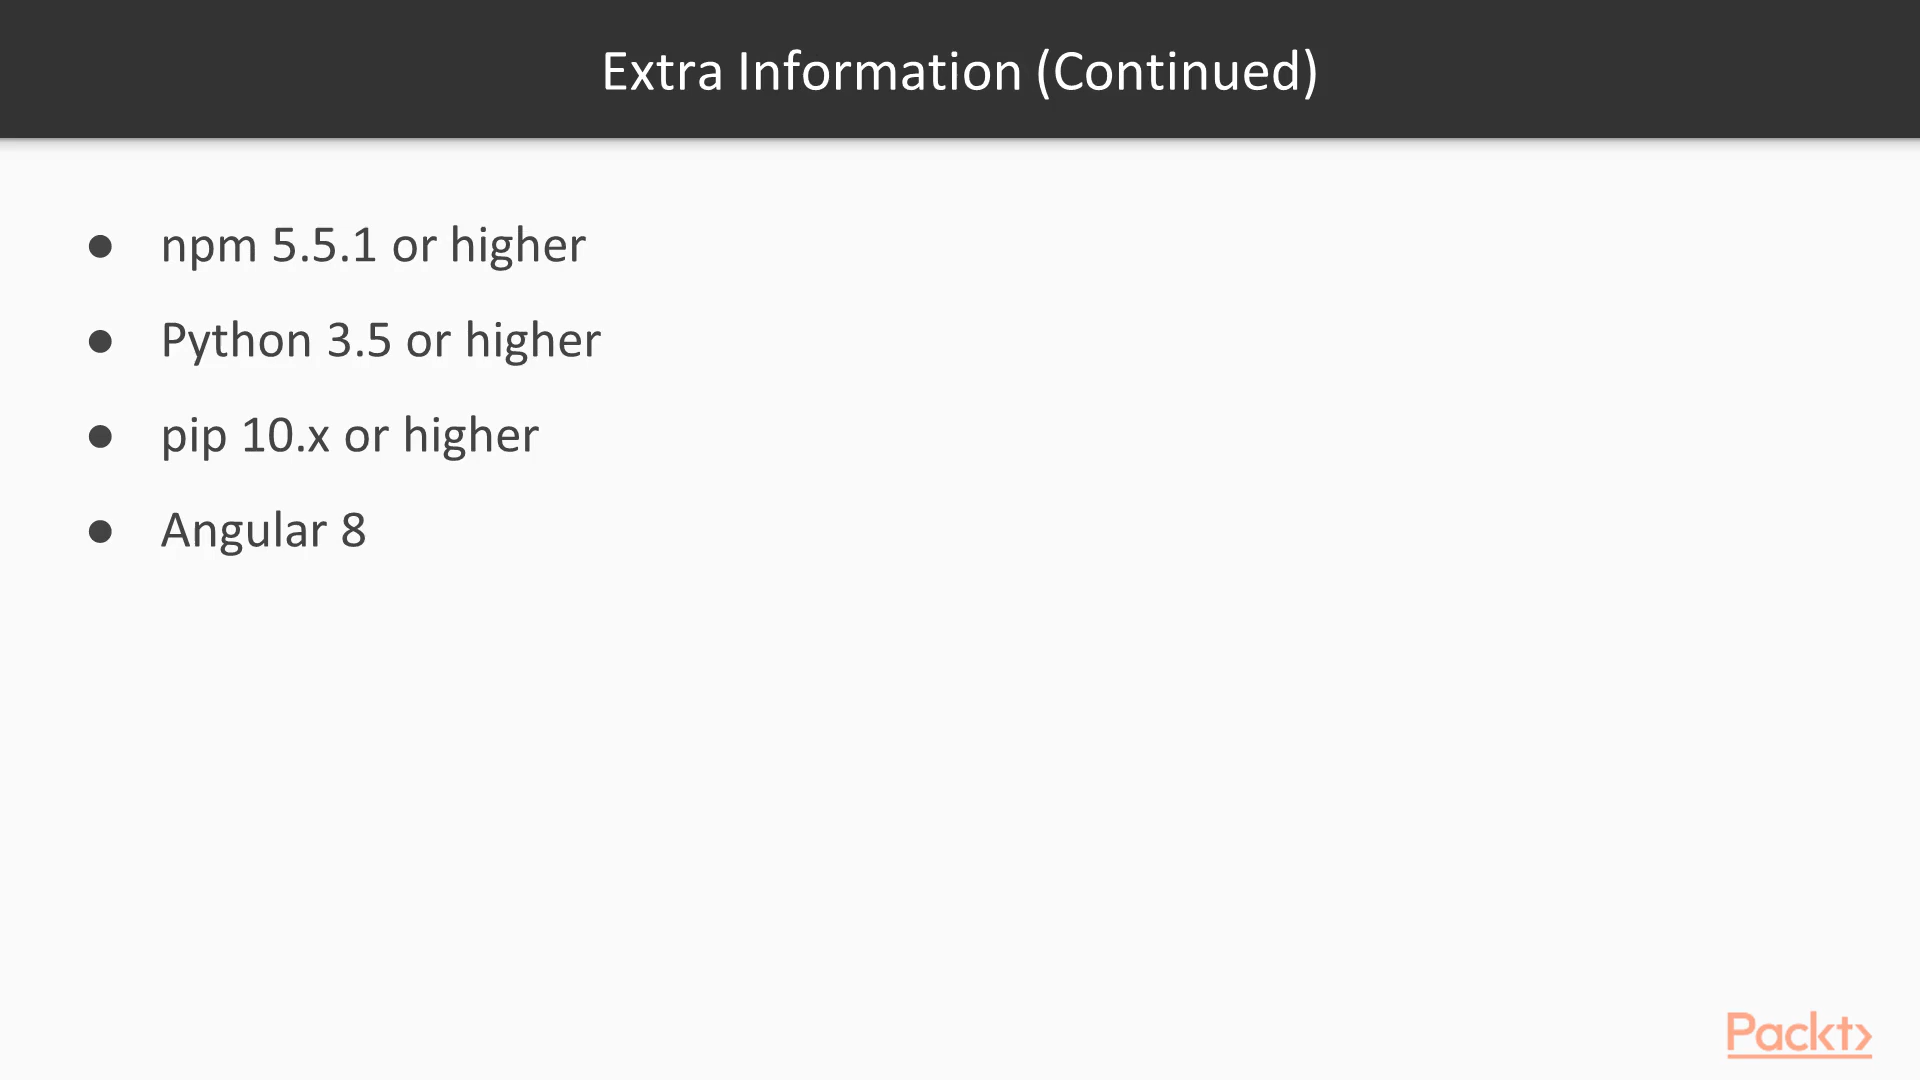 Extra Information (Continued)
● npm 5.5.1 or higher
● Python 3.5 or higher
● pip 10.x or higher
● Angular 8
Packt>